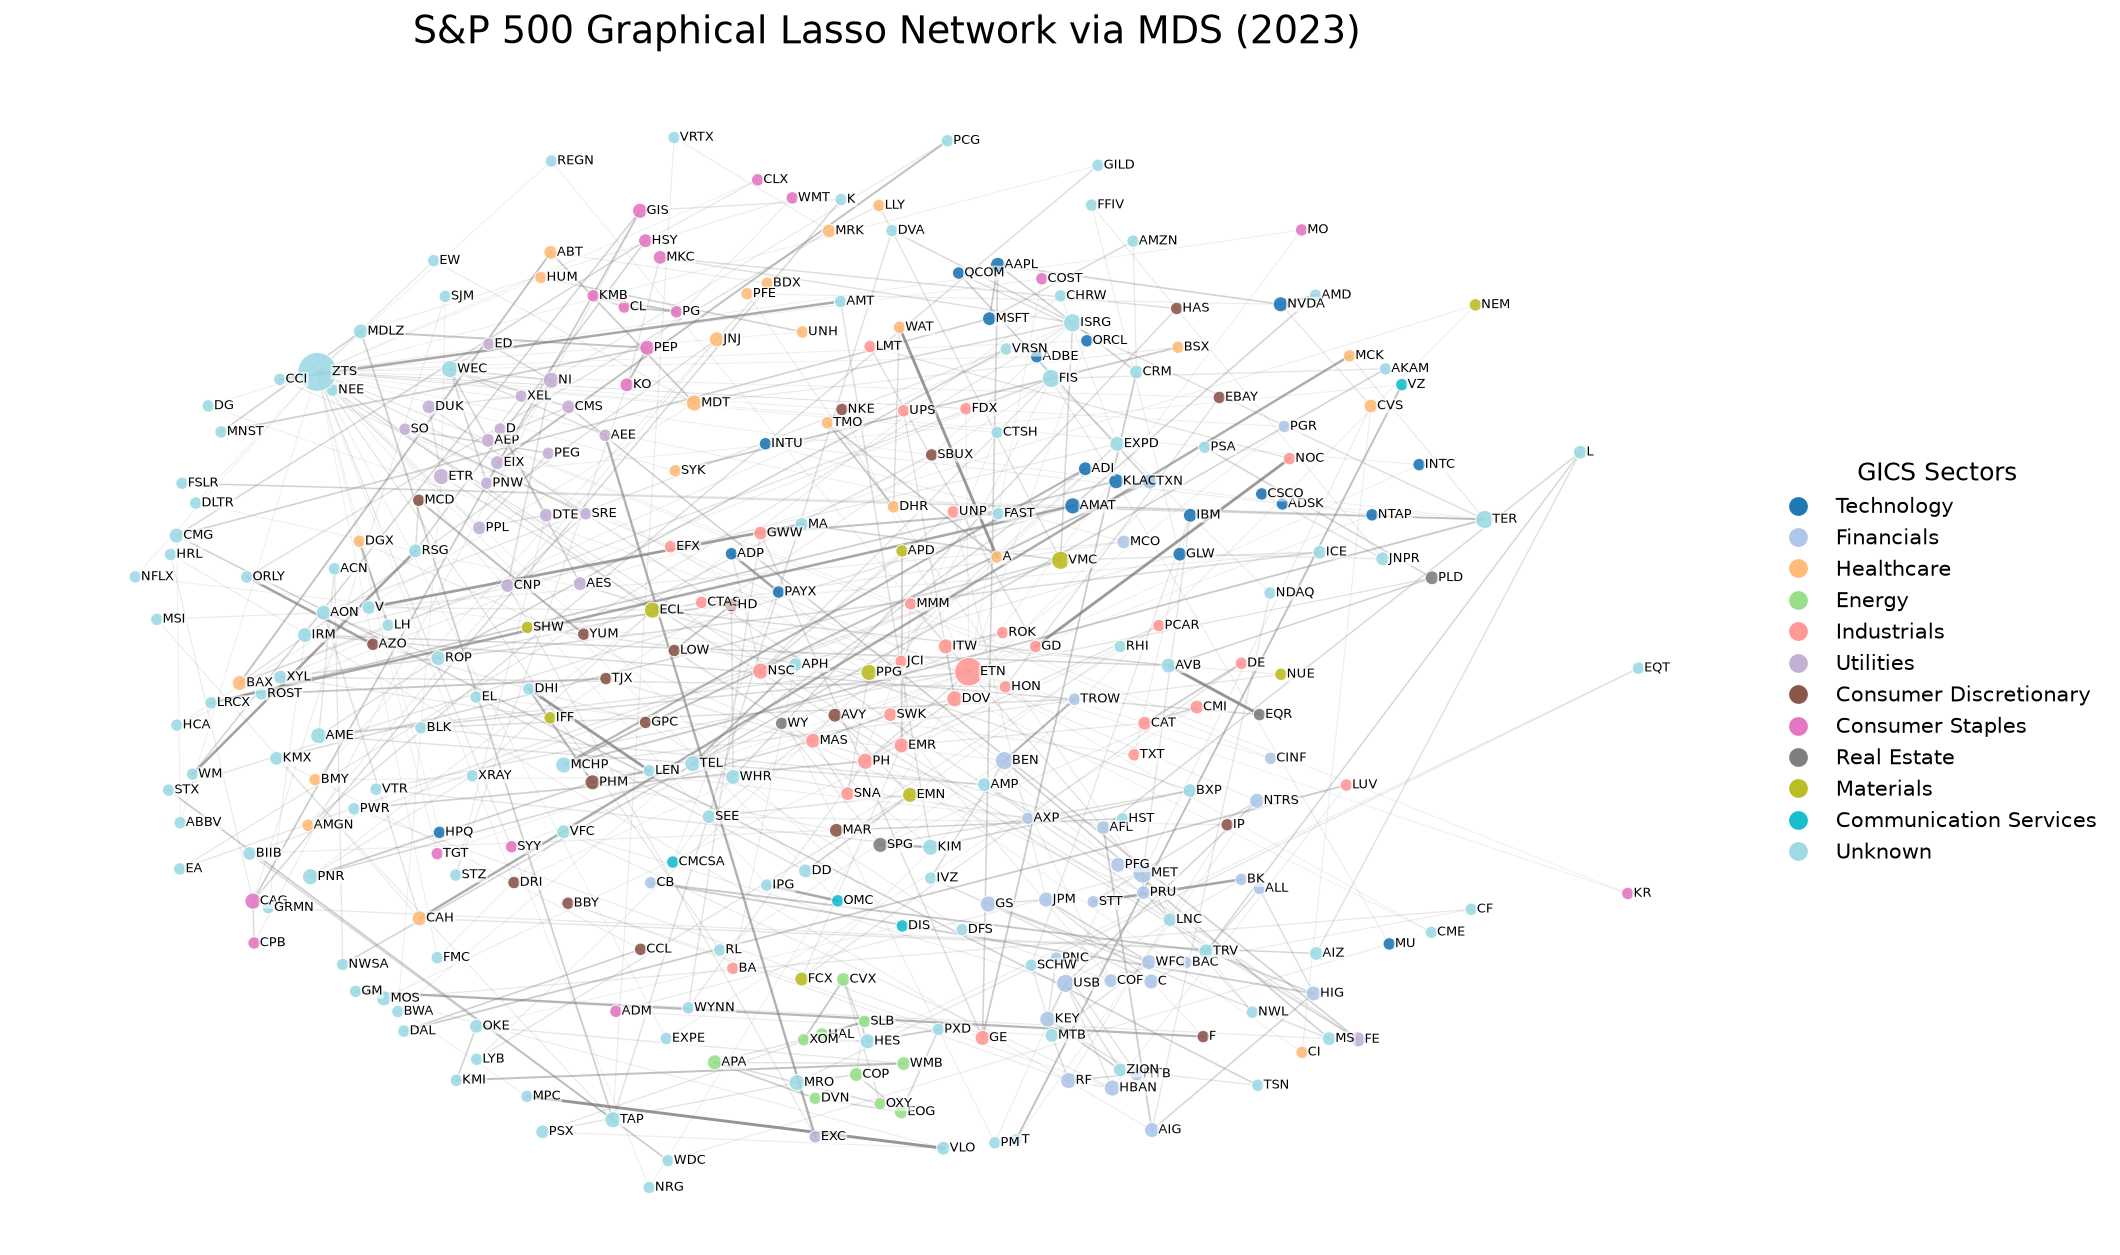 S&P 500 Graphical Lasso Network via MDS (2023)
VRTX
PCG
REGN
GILD
CLX
WMT
K
LLY
FFIV
GIS
MRK
DVA
MO
HSY
AMZN
ABT
MKC
EW
AAPL
QCOM
HUM
COST
BDX
PFE
KMB
SJM
CHRW
AMD
AMT
NVDA
NEM
CL
PG
HAS
MSFT
ISRG
WAT
MDLZ
UNH
JNJ
ORCL
ED
PEP
LMT
VRSN
BSX
ADBE
MCK
WEC
AKAM
ZTS
CRM
CCI
NI
FIS
KO
VZ
NEE
XEL
EBAY
MDT
DG
DUK
CMS
NKE
UPS
FDX
CVS
TMO
PGR
MNST
SO
D
CTSH
AEE
AEP
INTU
EXPD
PSA
PEG
SBUX
L
NOC
EIX
INTC
SYK
ADI
ETR
FSLR
PNW
KLAC
TXN
CSCO
MCD
DLTR
ADSK
DHR
AMAT
UNP
FAST
DTE
SRE
IBM
NTAP
TER
PPL
MA
GWW
CMG
DGX
MCO
EFX
RSG
APD
HRL
ADP
A
VMC
GLW
ICE
JNPR
ACN
NFLX
ORLY
PLD
CNP
AES
PAYX
NDAQ
CTAS
HD
MMM
V
ECL
AON
MSI
LH
SHW
PCAR
YUM
IRM
ROK
AZO
ITW
GD
RHI
LOW
ROP
JCI
DE
APH
AVB
EQT
NSC
PPG
ETN
NUE
XYL
TJX
BAX
HON
DHI
ROST
EL
DOV
TROW
LRCX
CMI
IFF
AVY
SWK
EQR
HCA
GPC
WY
CAT
BLK
AME
MAS
EMR
TXT
KMX
CINF
PH
BEN
MCHP
TEL
LEN
WM
XRAY
WHR
BMY
PHM
AMP
LUV
STX
VTR
BXP
SNA
EMN
NTRS
PWR
SEE
AXP
HST
ABBV
AMGN
AFL
IP
HPQ
VFC
MAR
SPG
KIM
SYY
BIIB
TGT
CMCSA
PFG
EA
DD
MET
PNR
STZ
IVZ
BK
DRI
CB
IPG
ALL
PRU
KR
CAG
BBY
OMC
JPM
STT
GS
GRMN
CF
CAH
LNC
DIS
DFS
CME
CPB
MU
CCL
RL
TRV
AIZ
FMC
PNC
NWSA
SCHW
WFC
BAC
BA
FCX
CVX
USB
COF
C
GM
HIG
MOS
WYNN
BWA
ADM
NWL
SLB
KEY
OKE
DAL
PXD
HAL
MTB
F
EXPE
XOM
HES
GE
MS
FE
CI
LYB
APA
WMB
ZION
FITB
COP
KMI
MRO
RF
HBAN
TSN
MPC
DVN
OXY
EOG
TAP
PSX
EXC
AIG
PM
T
VLO
WDC
NRG
GICS Sectors
Technology
Financials
Healthcare
Energy
Industrials
Utilities
Consumer Discretionary
Consumer Staples
Real Estate
Materials
Communication Services
Unknown